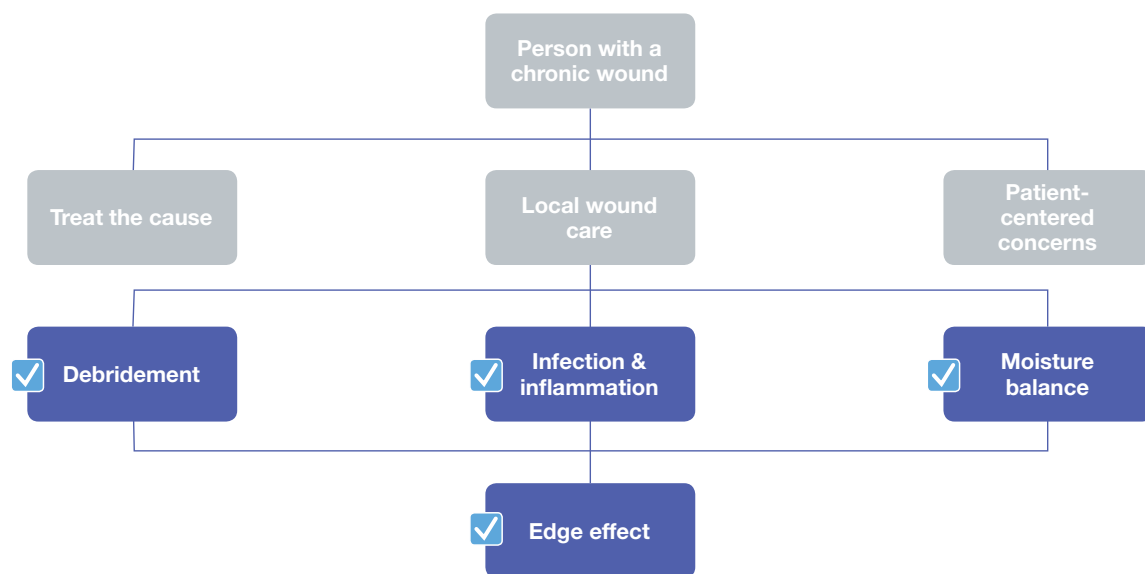 Person with a
chronic wound
Treat the cause
Local wound
care
Patient-
centered
concerns
Debridement
Infection &
inflammation
Moisture
balance
Edge effect